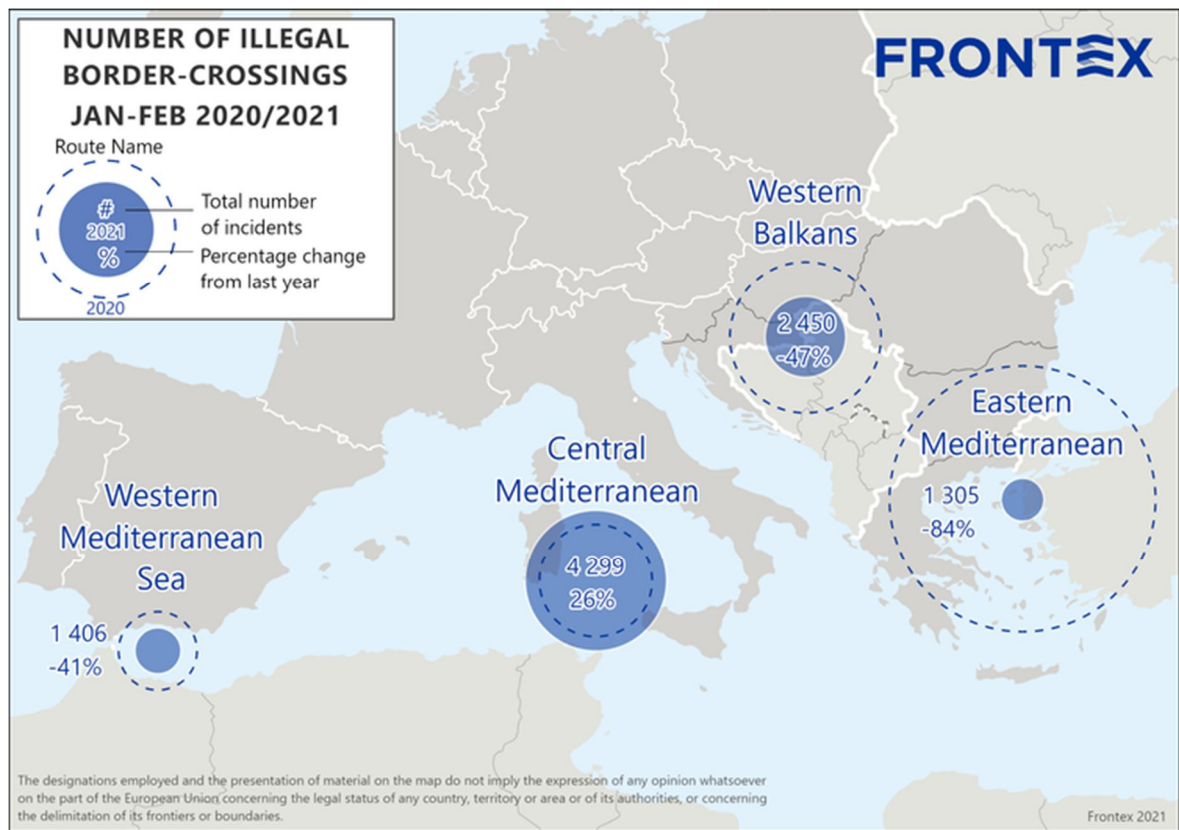 NUMBER OF ILLEGAL
BORDER-CROSSINGS
JAN-FEB 2020/2021
Route Name
#
2021
%
2020
Total number
of incidents
Percentage change
from last year
FRONTEX
Western
Balkans
2 450
-47%
Eastern
Mediterranean
1 305
-84%
Central
Mediterranean
4 299
26%
Western
Mediterranean
Sea
1 406
-41%
The designations employed and the presentation of material on the map do not imply the expression of any opinion whatsoever
on the part of the European Union concerning the legal status of any country, territory or area or of its authorities, or concerning
the delimitation of its frontiers or boundaries.
Frontex 2021